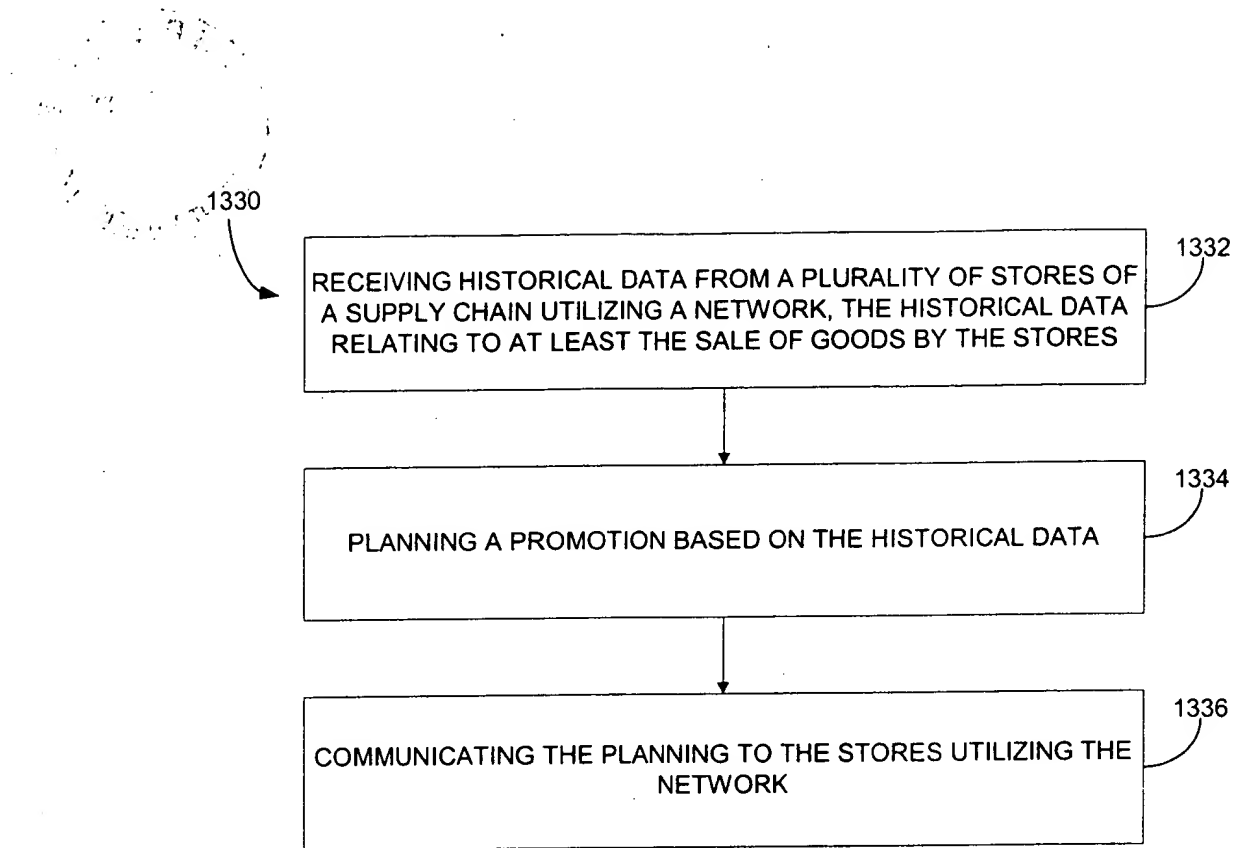 1330
1332
RECEIVING HISTORICAL DATA FROM A PLURALITY OF STORES OF
A SUPPLY CHAIN UTILIZING A NETWORK, THE HISTORICAL DATA
RELATING TO AT LEAST THE SALE OF GOODS BY THE STORES
1334
PLANNING A PROMOTION BASED ON THE HISTORICAL DATA
1336
COMMUNICATING THE PLANNING TO THE STORES UTILIZING THE
NETWORK